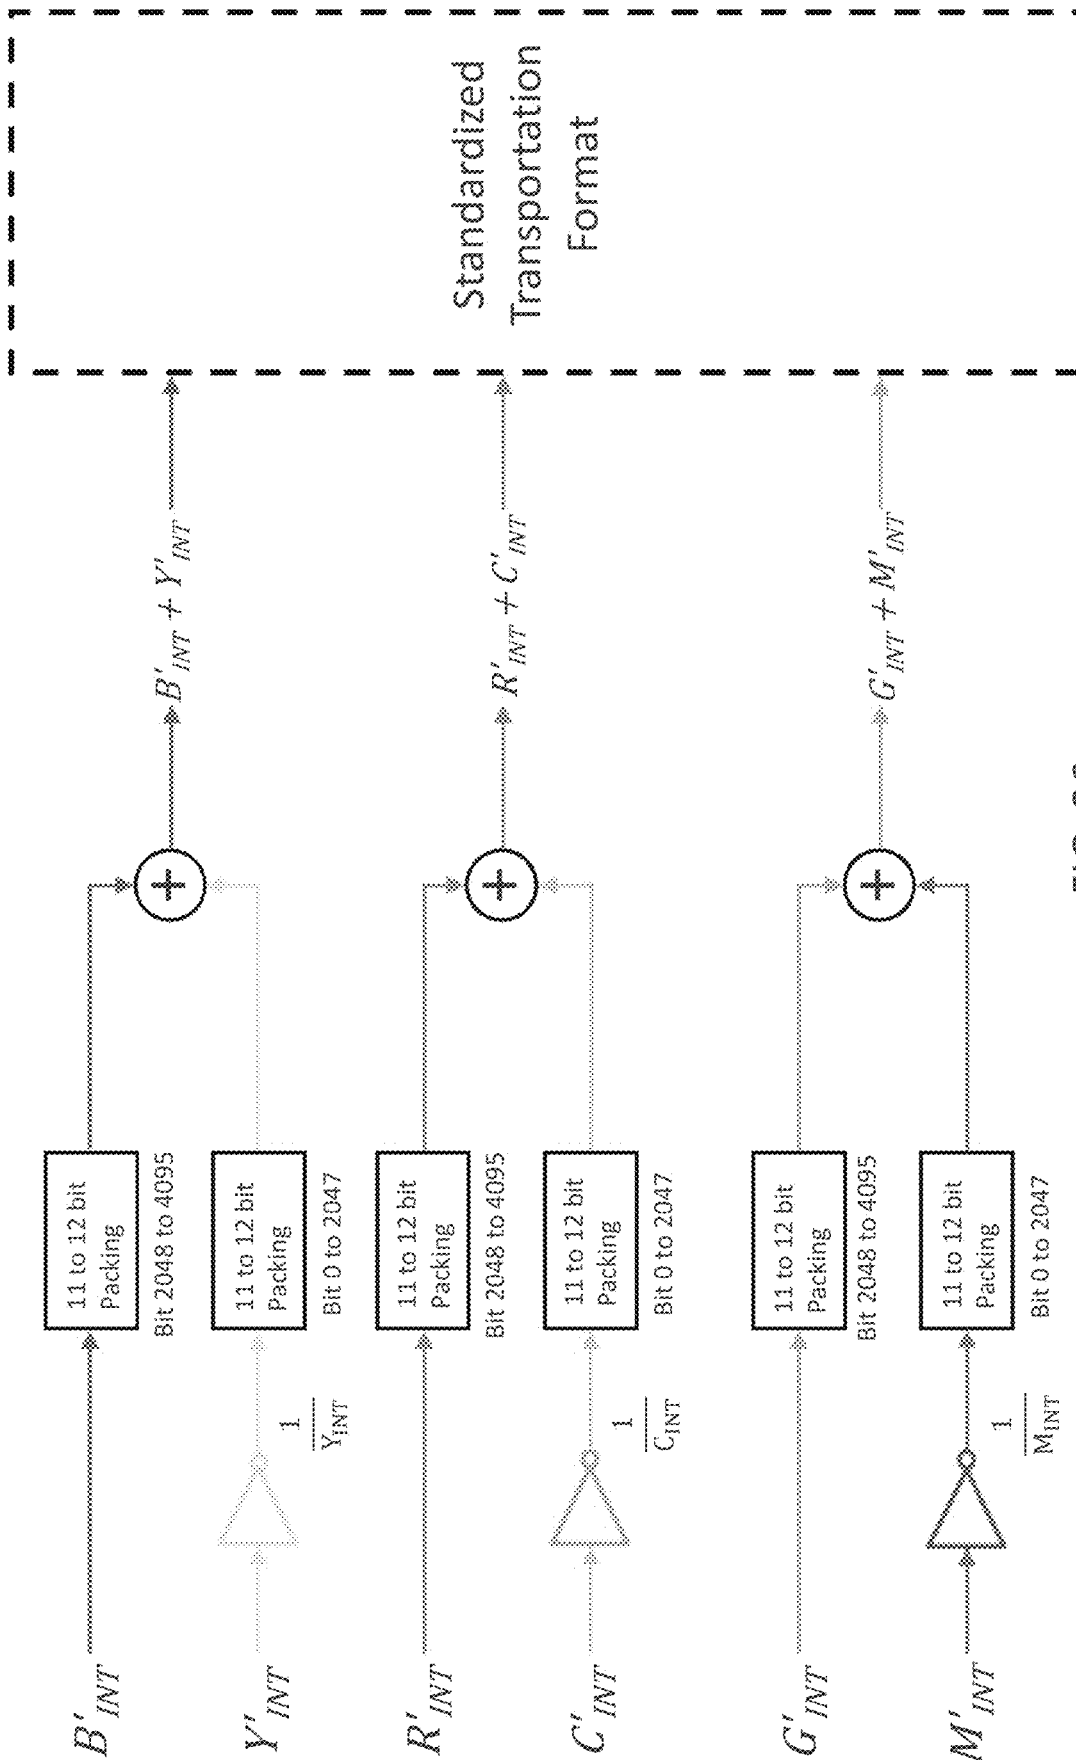 B'INT
11 to 12 bit
Packing
Bit 2048 to 4095
Y'INT
1
YINT
11 to 12 bit
Packing
Bit 0 to 2047
B'INT + Y'INT
R'INT
11 to 12 bit
Packing
Bit 2048 to 4095
C'INT
1
CINT
11 to 12 bit
Packing
Bit 0 to 2047
R'INT + C'INT
G'INT
11 to 12 bit
Packing
Bit 2048 to 4095
M'INT
1
MINT
11 to 12 bit
Packing
Bit 0 to 2047
G'INT + M'INT
+
+
+
Standardized
Transportation
Format